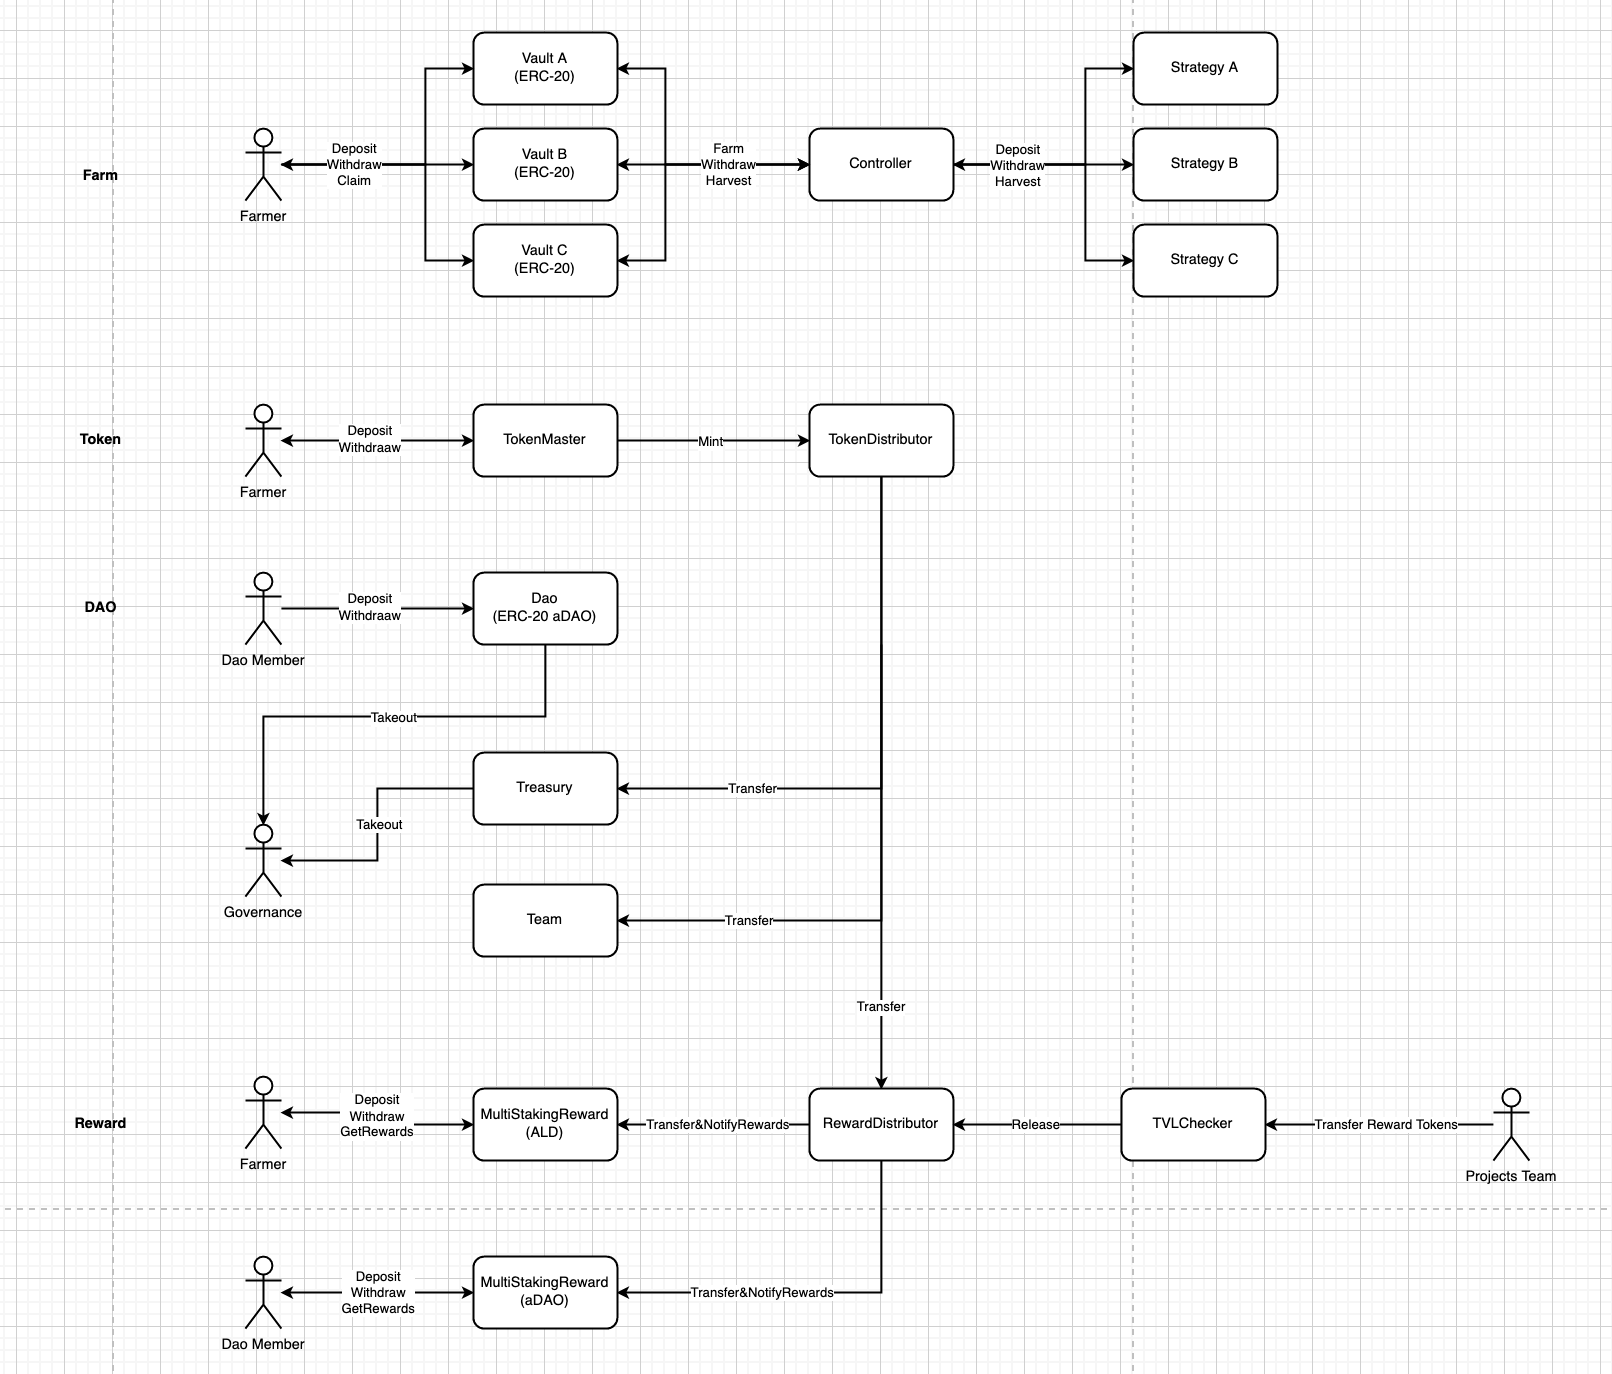 Vault A
(ERC-20)
Strategy A
Farm
Farmer
Deposit
Withdraw
Claim
Vault B
(ERC-20)
Farm
Withdraw
Harvest
Controller
Deposit
Withdraw
Harvest
Strategy B
Vault C
(ERC-20)
Strategy C
Token
Farmer
Deposit
Withdraaw
TokenMaster
Mint
TokenDistributor
DAO
Dao Member
Deposit
Withdraaw
Dao
(ERC-20 aDAO)
Takeout
Treasury
Transfer
Takeout
Governance
Team
Transfer
Transfer
Reward
Farmer
Deposit
Withdraw
GetRewards
MultiStakingReward
(ALD)
Transfer&NotifyRewards
RewardDistributor
Release
TVLChecker
Transfer Reward Tokens
Projects Team
Dao Member
Deposit
Withdraw
GetRewards
MultiStakingReward
(aDAO)
Transfer&NotifyRewards